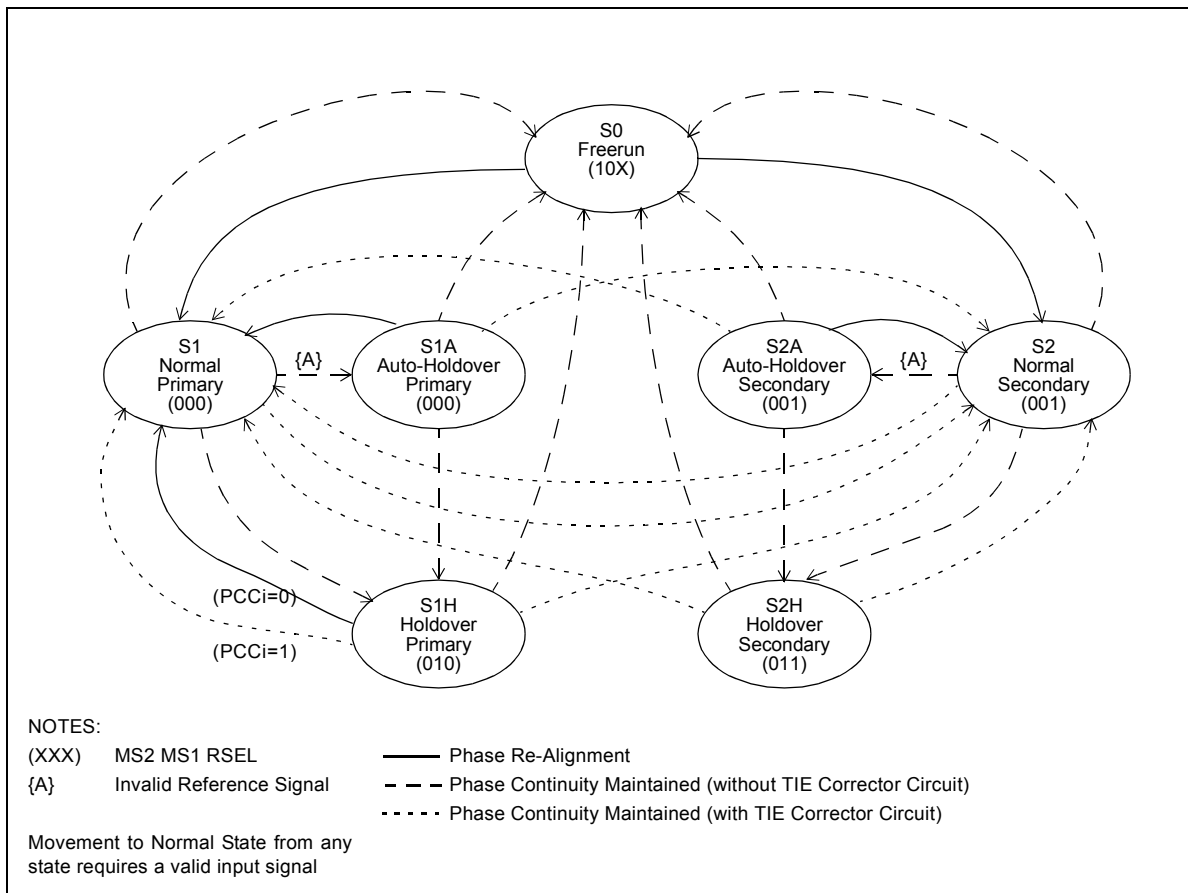 S0
Freerun
(10X)
S1
Normal
Primary
(000)
{A}
S1A
Auto-Holdover
Primary
(000)
S2A
Auto-Holdover
Secondary
(001)
{A}
S2
Normal
Secondary
(001)
(PCCi=0)
(PCCi=1)
S1H
Holdover
Primary
(010)
S2H
Holdover
Secondary
(011)
NOTES:
(XXX) MS2 MS1 RSEL
{A} Invalid Reference Signal
Movement to Normal State from any
state requires a valid input signal
Phase Re-Alignment
Phase Continuity Maintained (without TIE Corrector Circuit)
Phase Continuity Maintained (with TIE Corrector Circuit)